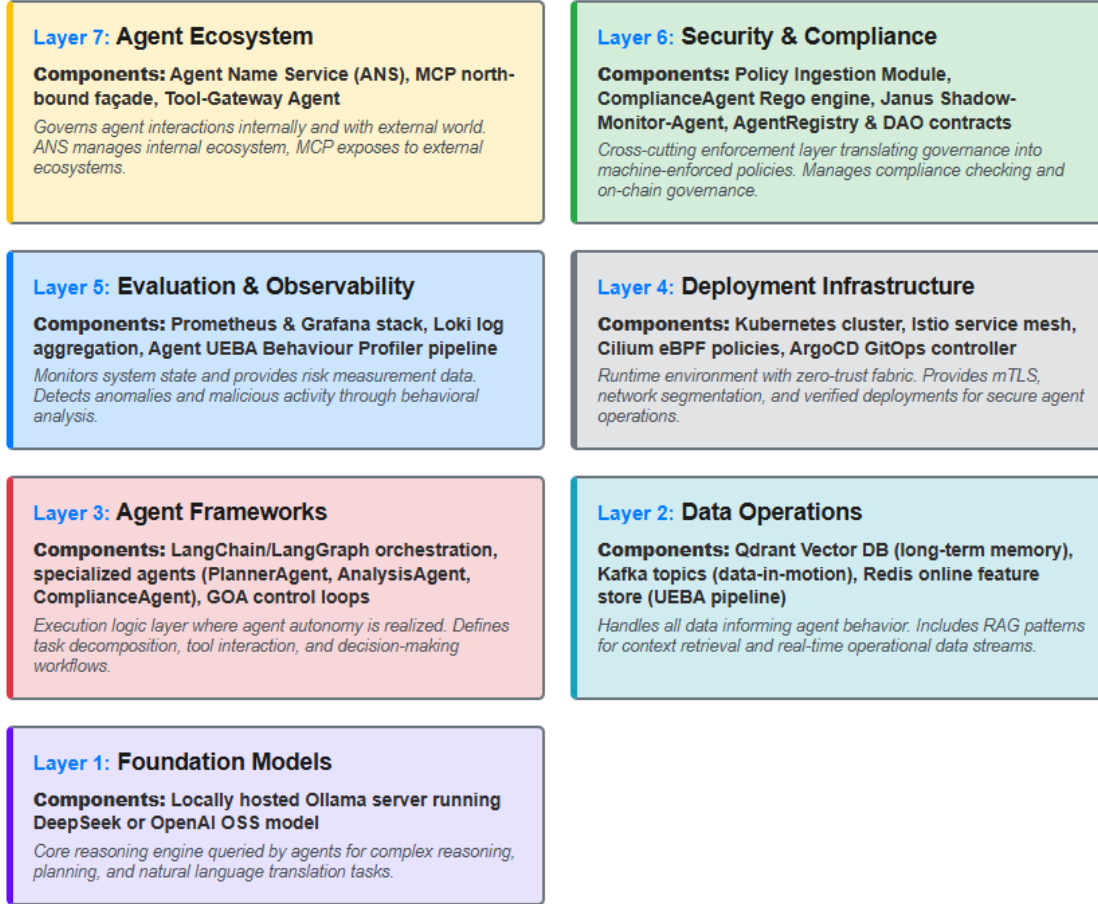 Layer 7: Agent Ecosystem
Components: Agent Name Service (ANS), MCP north-
bound façade, Tool-Gateway Agent
Governs agent interactions internally and with external world.
ANS manages internal ecosystem, MCP exposes to external
ecosystems.
Layer 6: Security & Compliance
Components: Policy Ingestion Module,
ComplianceAgent Rego engine, Janus Shadow-
Monitor-Agent, AgentRegistry & DAO contracts
Cross-cutting enforcement layer translating governance into
machine-enforced policies. Manages compliance checking and
on-chain governance.
Layer 5: Evaluation & Observability
Components: Prometheus & Grafana stack, Loki log
aggregation, Agent UEBA Behaviour Profiler pipeline
Monitors system state and provides risk measurement data.
Detects anomalies and malicious activity through behavioral
analysis.
Layer 4: Deployment Infrastructure
Components: Kubernetes cluster, Istio service mesh,
Cilium eBPF policies, ArgoCD GitOps controller
Runtime environment with zero-trust fabric. Provides mTLS,
network segmentation, and verified deployments for secure agent
operations.
Layer 3: Agent Frameworks
Components: LangChain/LangGraph orchestration,
specialized agents (PlannerAgent, AnalysisAgent,
ComplianceAgent), GOA control loops
Execution logic layer where agent autonomy is realized. Defines
task decomposition, tool interaction, and decision-making
workflows.
Layer 2: Data Operations
Components: Qdrant Vector DB (long-term memory),
Kafka topics (data-in-motion), Redis online feature
store (UEBA pipeline)
Handles all data informing agent behavior. Includes RAG patterns
for context retrieval and real-time operational data streams.
Layer 1: Foundation Models
Components: Locally hosted Ollama server running
DeepSeek or OpenAI OSS model
Core reasoning engine queried by agents for complex reasoning,
planning, and natural language translation tasks.